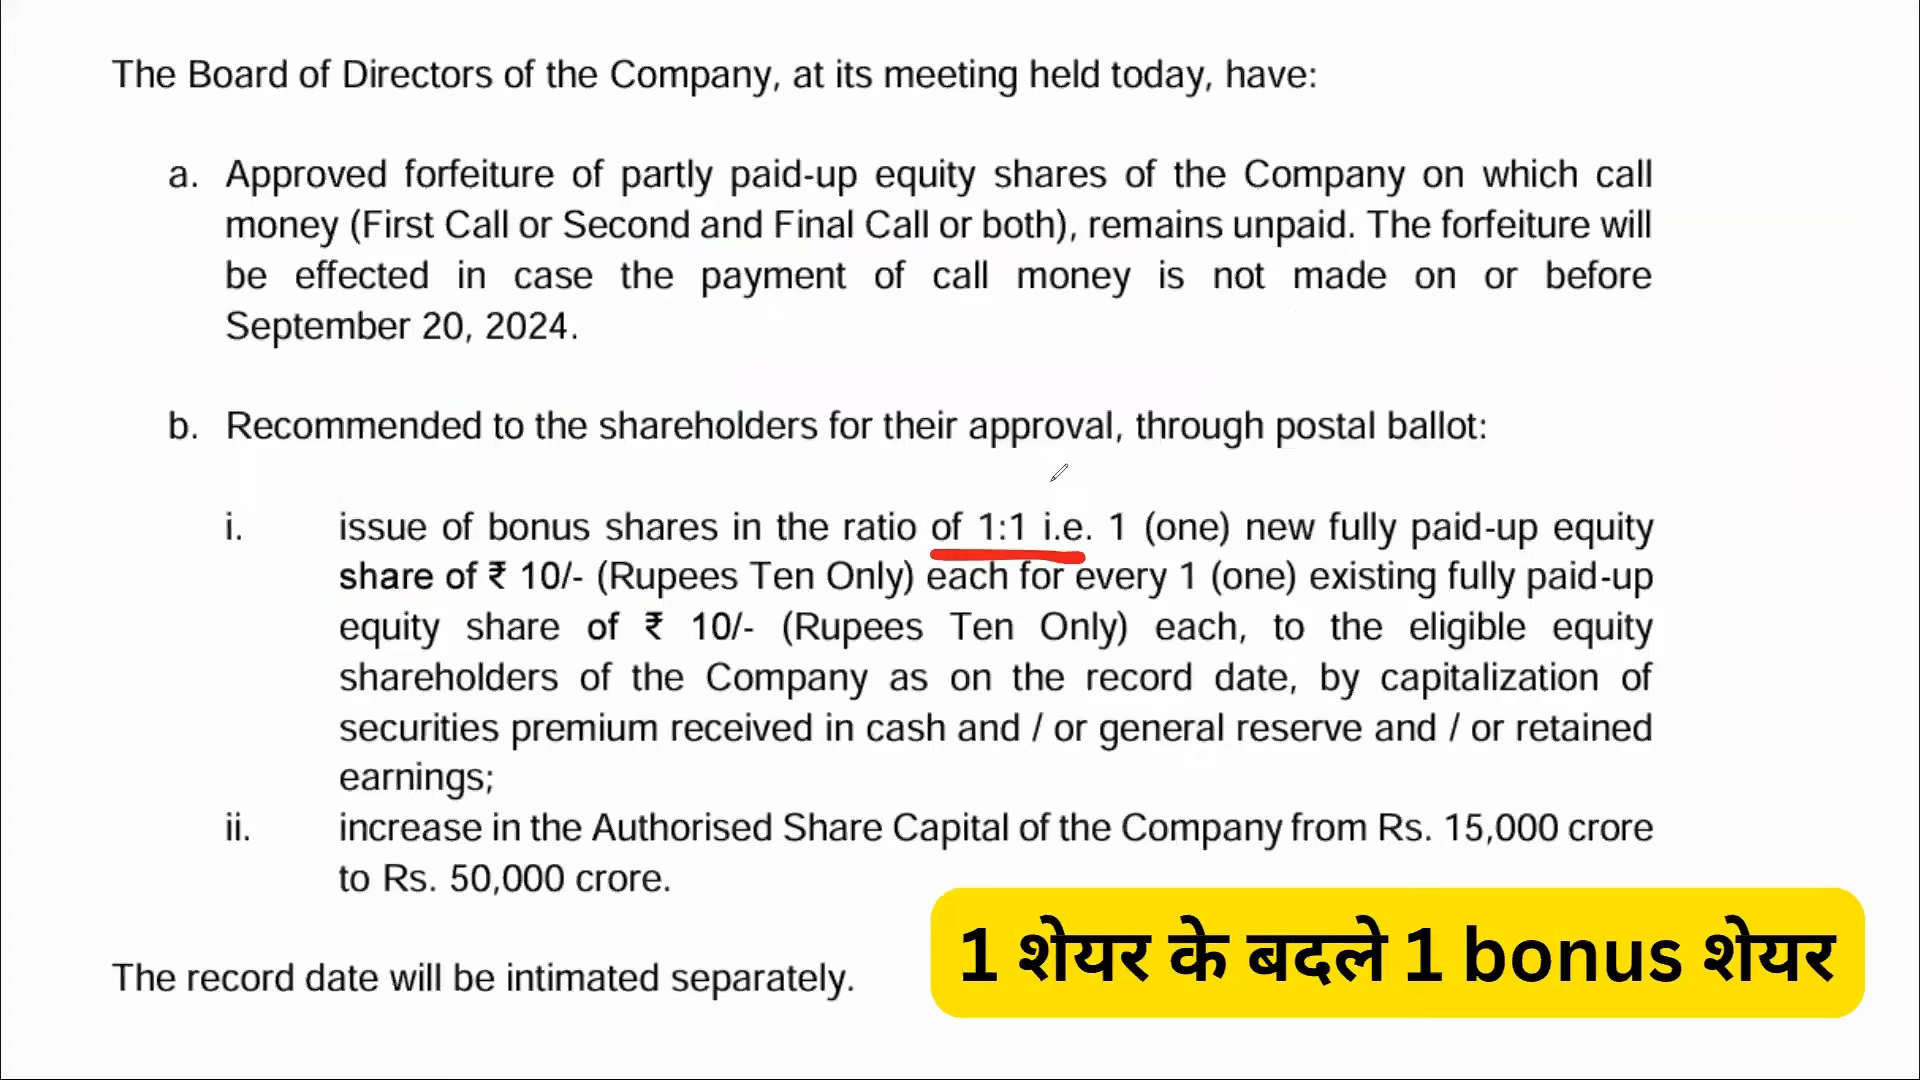 The Board of Directors of the Company, at its meeting held today, have:
a. Approved forfeiture of partly paid-up equity shares of the Company on which call
money (First Call or Second and Final Call or both), remains unpaid. The forfeiture will
be effected in case the payment of call money is not made on or before
September 20, 2024.
b. Recommended to the shareholders for their approval, through postal ballot:
i. issue of bonus shares in the ratio of 1:1 i.e. 1 (one) new fully paid-up equity
share of ₹ 10/- (Rupees Ten Only) each for every 1 (one) existing fully paid-up
equity share of ₹ 10/- (Rupees Ten Only) each, to the eligible equity
shareholders of the Company as on the record date, by capitalization of
securities premium received in cash and / or general reserve and / or retained
earnings;
ii. increase in the Authorised Share Capital of the Company from Rs. 15,000 crore
to Rs. 50,000 crore.
The record date will be intimated separately.
1 शेयर के बदले 1 bonus शेयर